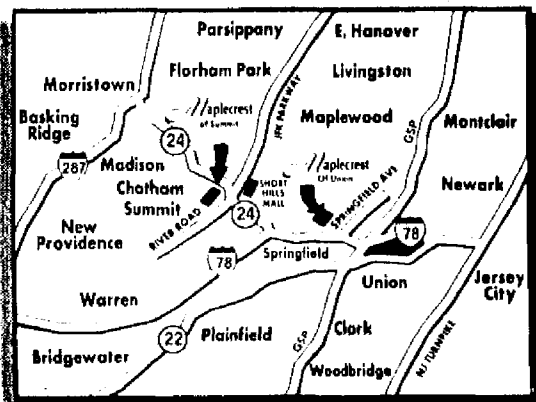 Parsippany
E. Hanover
Florham Park
Livingston
Morristown
JFK PARKWAY
GSP
Basking
Ridge
aplecrest
of Summit
Maplewood
Montclair
24
287
Madison
aplecrest
Of Union
Chatham
Summit
SHORT
HILLS
MALL
SPRINGFIELD AVE
Newark
New
Providence
RIVER ROAD
24
78
78
Springfield
Union
Jersey
City
Warren
22
Plainfield
Clark
Bridgewater
GSP
Woodbridge
NJ TURNPIKE